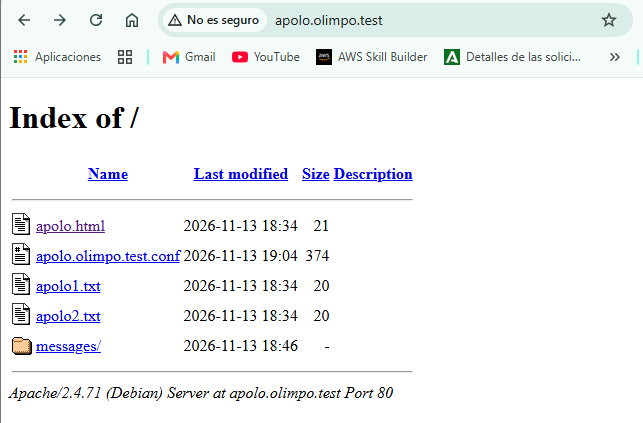 No es seguro apolo.olimpo.test
Aplicaciones Gmail YouTube AWS Skill Builder Detalles de las solici...
Index of /
Name Last modified Size Description
apolo.html 2026-11-13 18:34 21
apolo.olimpo.test.conf 2026-11-13 19:04 374
apolo1.txt 2026-11-13 18:34 20
apolo2.txt 2026-11-13 18:34 20
messages/ 2026-11-13 18:46 -
Apache/2.4.71 (Debian) Server at apolo.olimpo.test Port 80